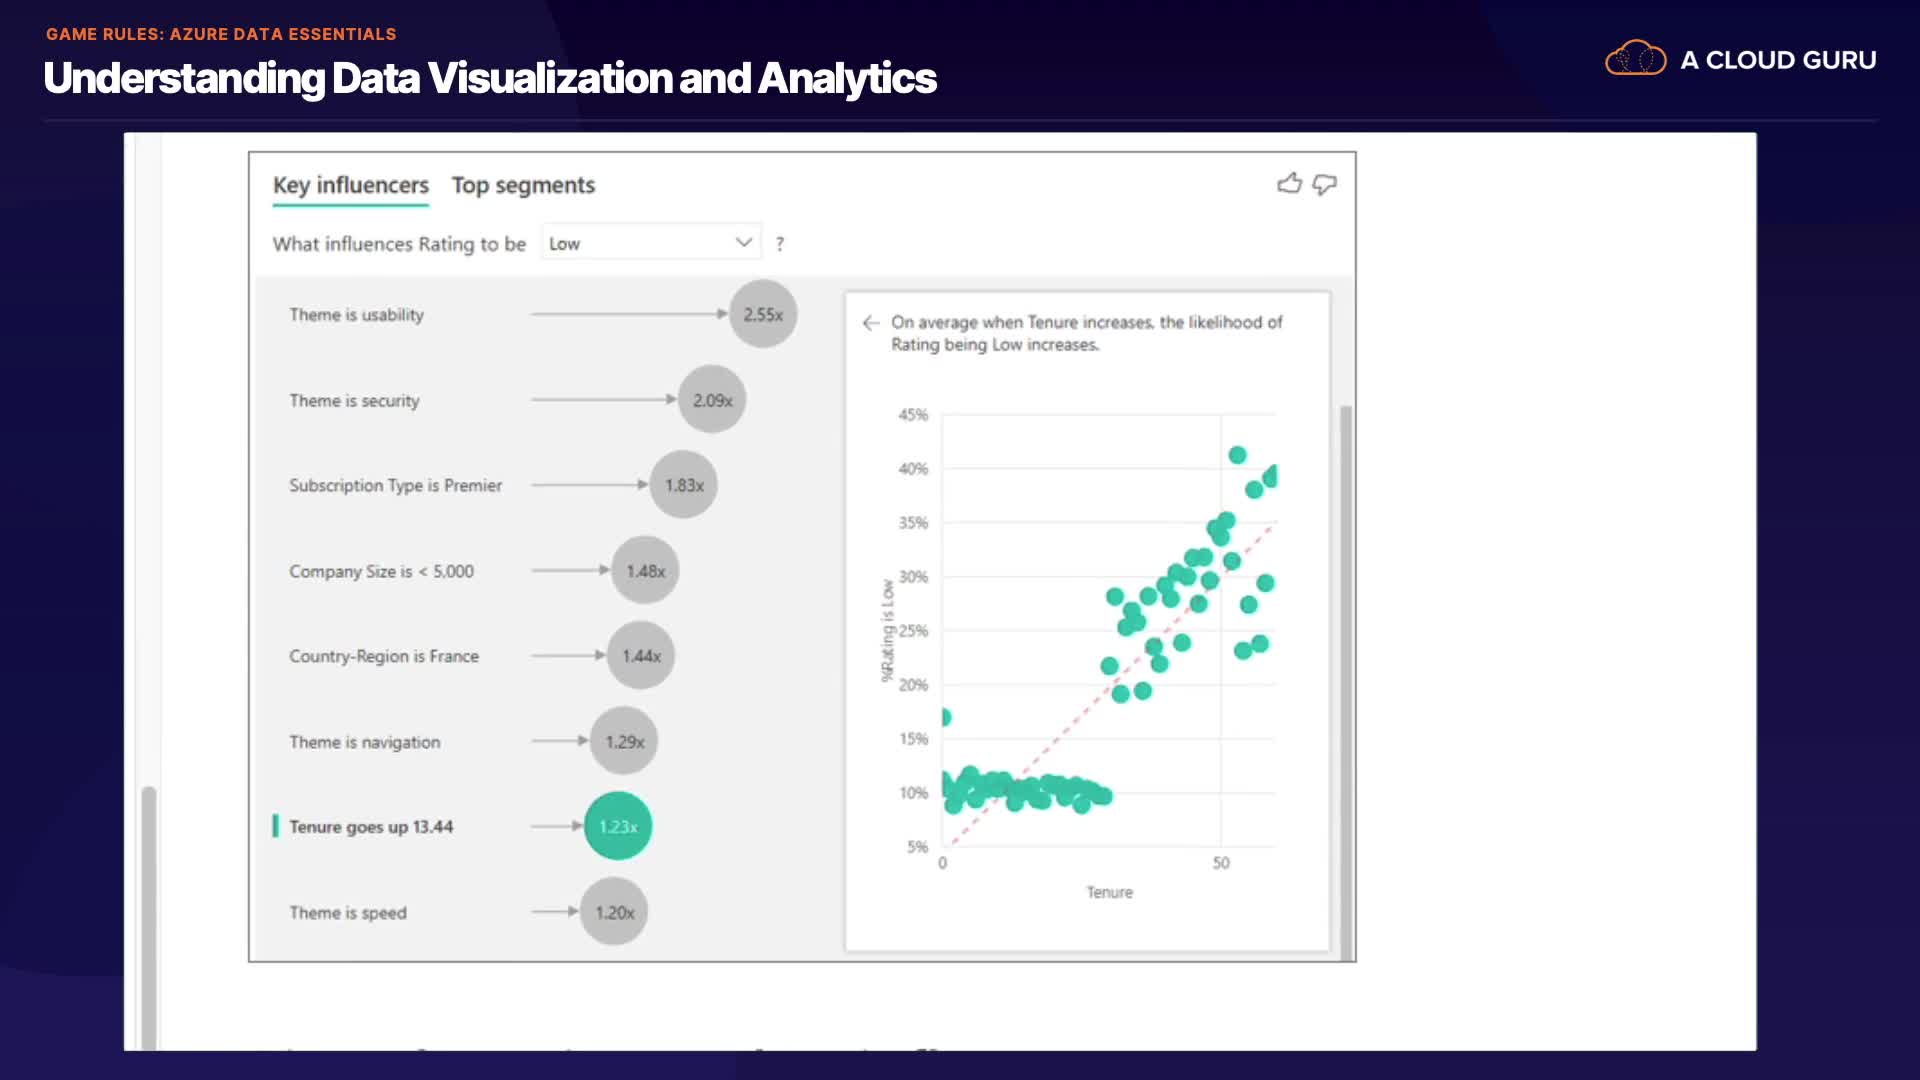 GAME RULES: AZURE DATA ESSENTIALS
Understanding Data Visualization and Analytics
A CLOUD GURU
Key influencers Top segments
What influences Rating to be Low ?
Theme is usability 2.55x
Theme is security 2.09x
Subscription Type is Premier 1.83x
Company Size is < 5,000 1.48x
Country-Region is France 1.44x
Theme is navigation 1.29x
Tenure goes up 13.44 1.23x
Theme is speed 1.20x
On average when Tenure increases, the likelihood of
Rating being Low increases.
45%
40%
35%
30%
25%
20%
15%
10%
5%
%Rating is Low
0 50
Tenure